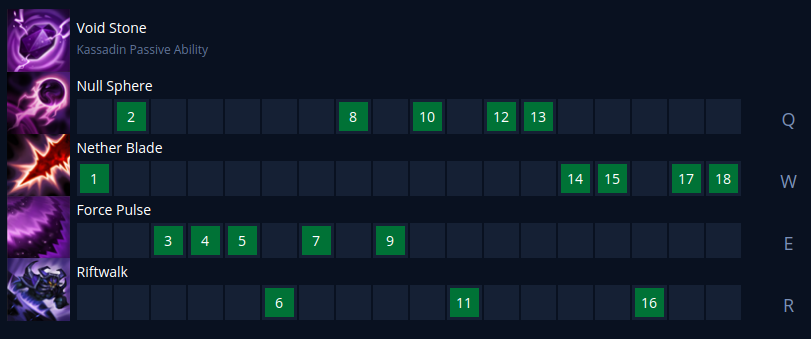 Void Stone
Kassadin Passive Ability
Null Sphere
2 8 10 12 13 Q
Nether Blade
1 14 15 17 18 W
Force Pulse
3 4 5 7 9 E
Riftwalk
6 11 16 R